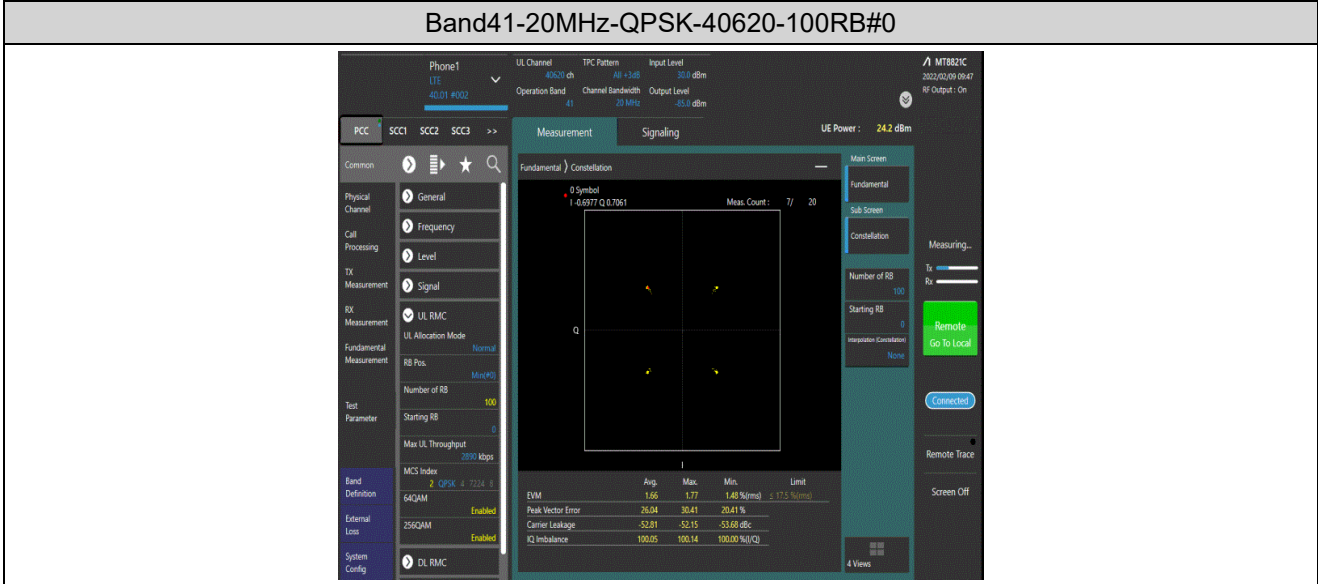 Band41-20MHz-QPSK-40620-100RB#0
Phone1
LTE
40.01 #002
UL Channel TPC Pattern Input Level
40620 ch All +3dB 30.0 dBm
Operation Band Channel Bandwidth Output Level
41 20 MHz -85.0 dBm
MT8821C
2022/02/09 09:47
RF Output : On
PCC SCC1 SCC2 SCC3 >>
Measurement Signaling UE Power : 24.2 dBm
Common
Physical Channel
Call Processing
TX Measurement
RX Measurement
Fundamental Measurement
Test Parameter
Band Definition
External Loss
System Config
General
Frequency
Level
Signal
UL RMC
UL Allocation Mode
Normal
RB Pos.
Min(#0)
Number of RB
100
Starting RB
0
Max UL Throughput
2890 kbps
MCS Index
2 QPSK 4 7224 6
64QAM
Enabled
256QAM
Enabled
DL RMC
Fundamental Constellation
0 Symbol
I -0.6977 Q 0.7061 Meas. Count : 7/ 20
Q
I
Avg. Max. Min. Limit
EVM 1.66 1.77 1.48 %(rms) ≤ 17.5 %(rms)
Peak Vector Error 26.04 30.41 20.41 %
Carrier Leakage -52.81 -52.15 -53.68 dBc
IQ Imbalance 100.05 100.14 100.00 %(I/Q)
Main Screen
Fundamental
Sub Screen
Constellation
Number of RB
100
Starting RB
0
Interpolation (Constellation)
None
4 Views
Measuring...
Tx
Rx
Remote
Go To Local
Connected
Remote Trace
Screen Off